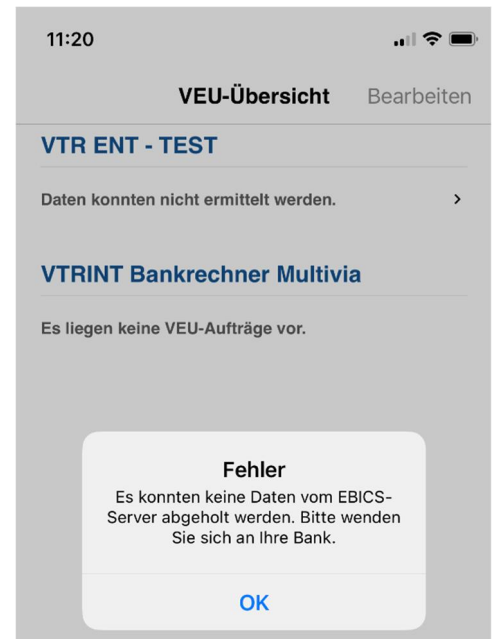 11:20
VEU-Übersicht Bearbeiten
VTR ENT - TEST
Daten konnten nicht ermittelt werden.
VTRINT Bankrechner Multivia
Es liegen keine VEU-Aufträge vor.
Fehler
Es konnten keine Daten vom EBICS-
Server abgeholt werden. Bitte wenden
Sie sich an Ihre Bank.
OK